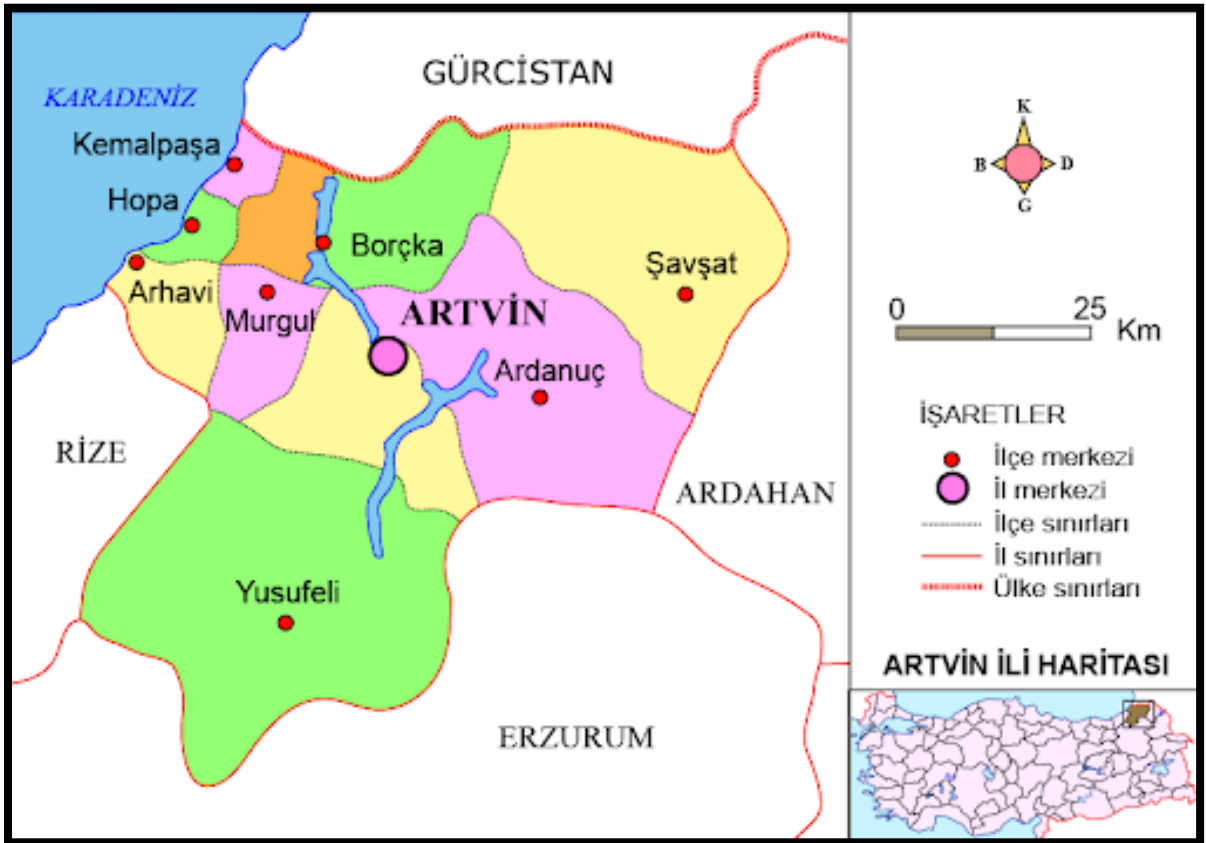 GÜRCİSTAN
KARADENİZ
Kemalpaşa
Hopa
Borçka
Şavşat
Arhavi
Murgul
ARTVİN
Ardanuç
RİZE
ARDAHAN
Yusufeli
ERZURUM
K
B D
G
0 25
Km
İŞARETLER
İlçe merkezi
İl merkezi
İlçe sınırları
İl sınırları
Ülke sınırları
ARTVİN İLİ HARİTASI